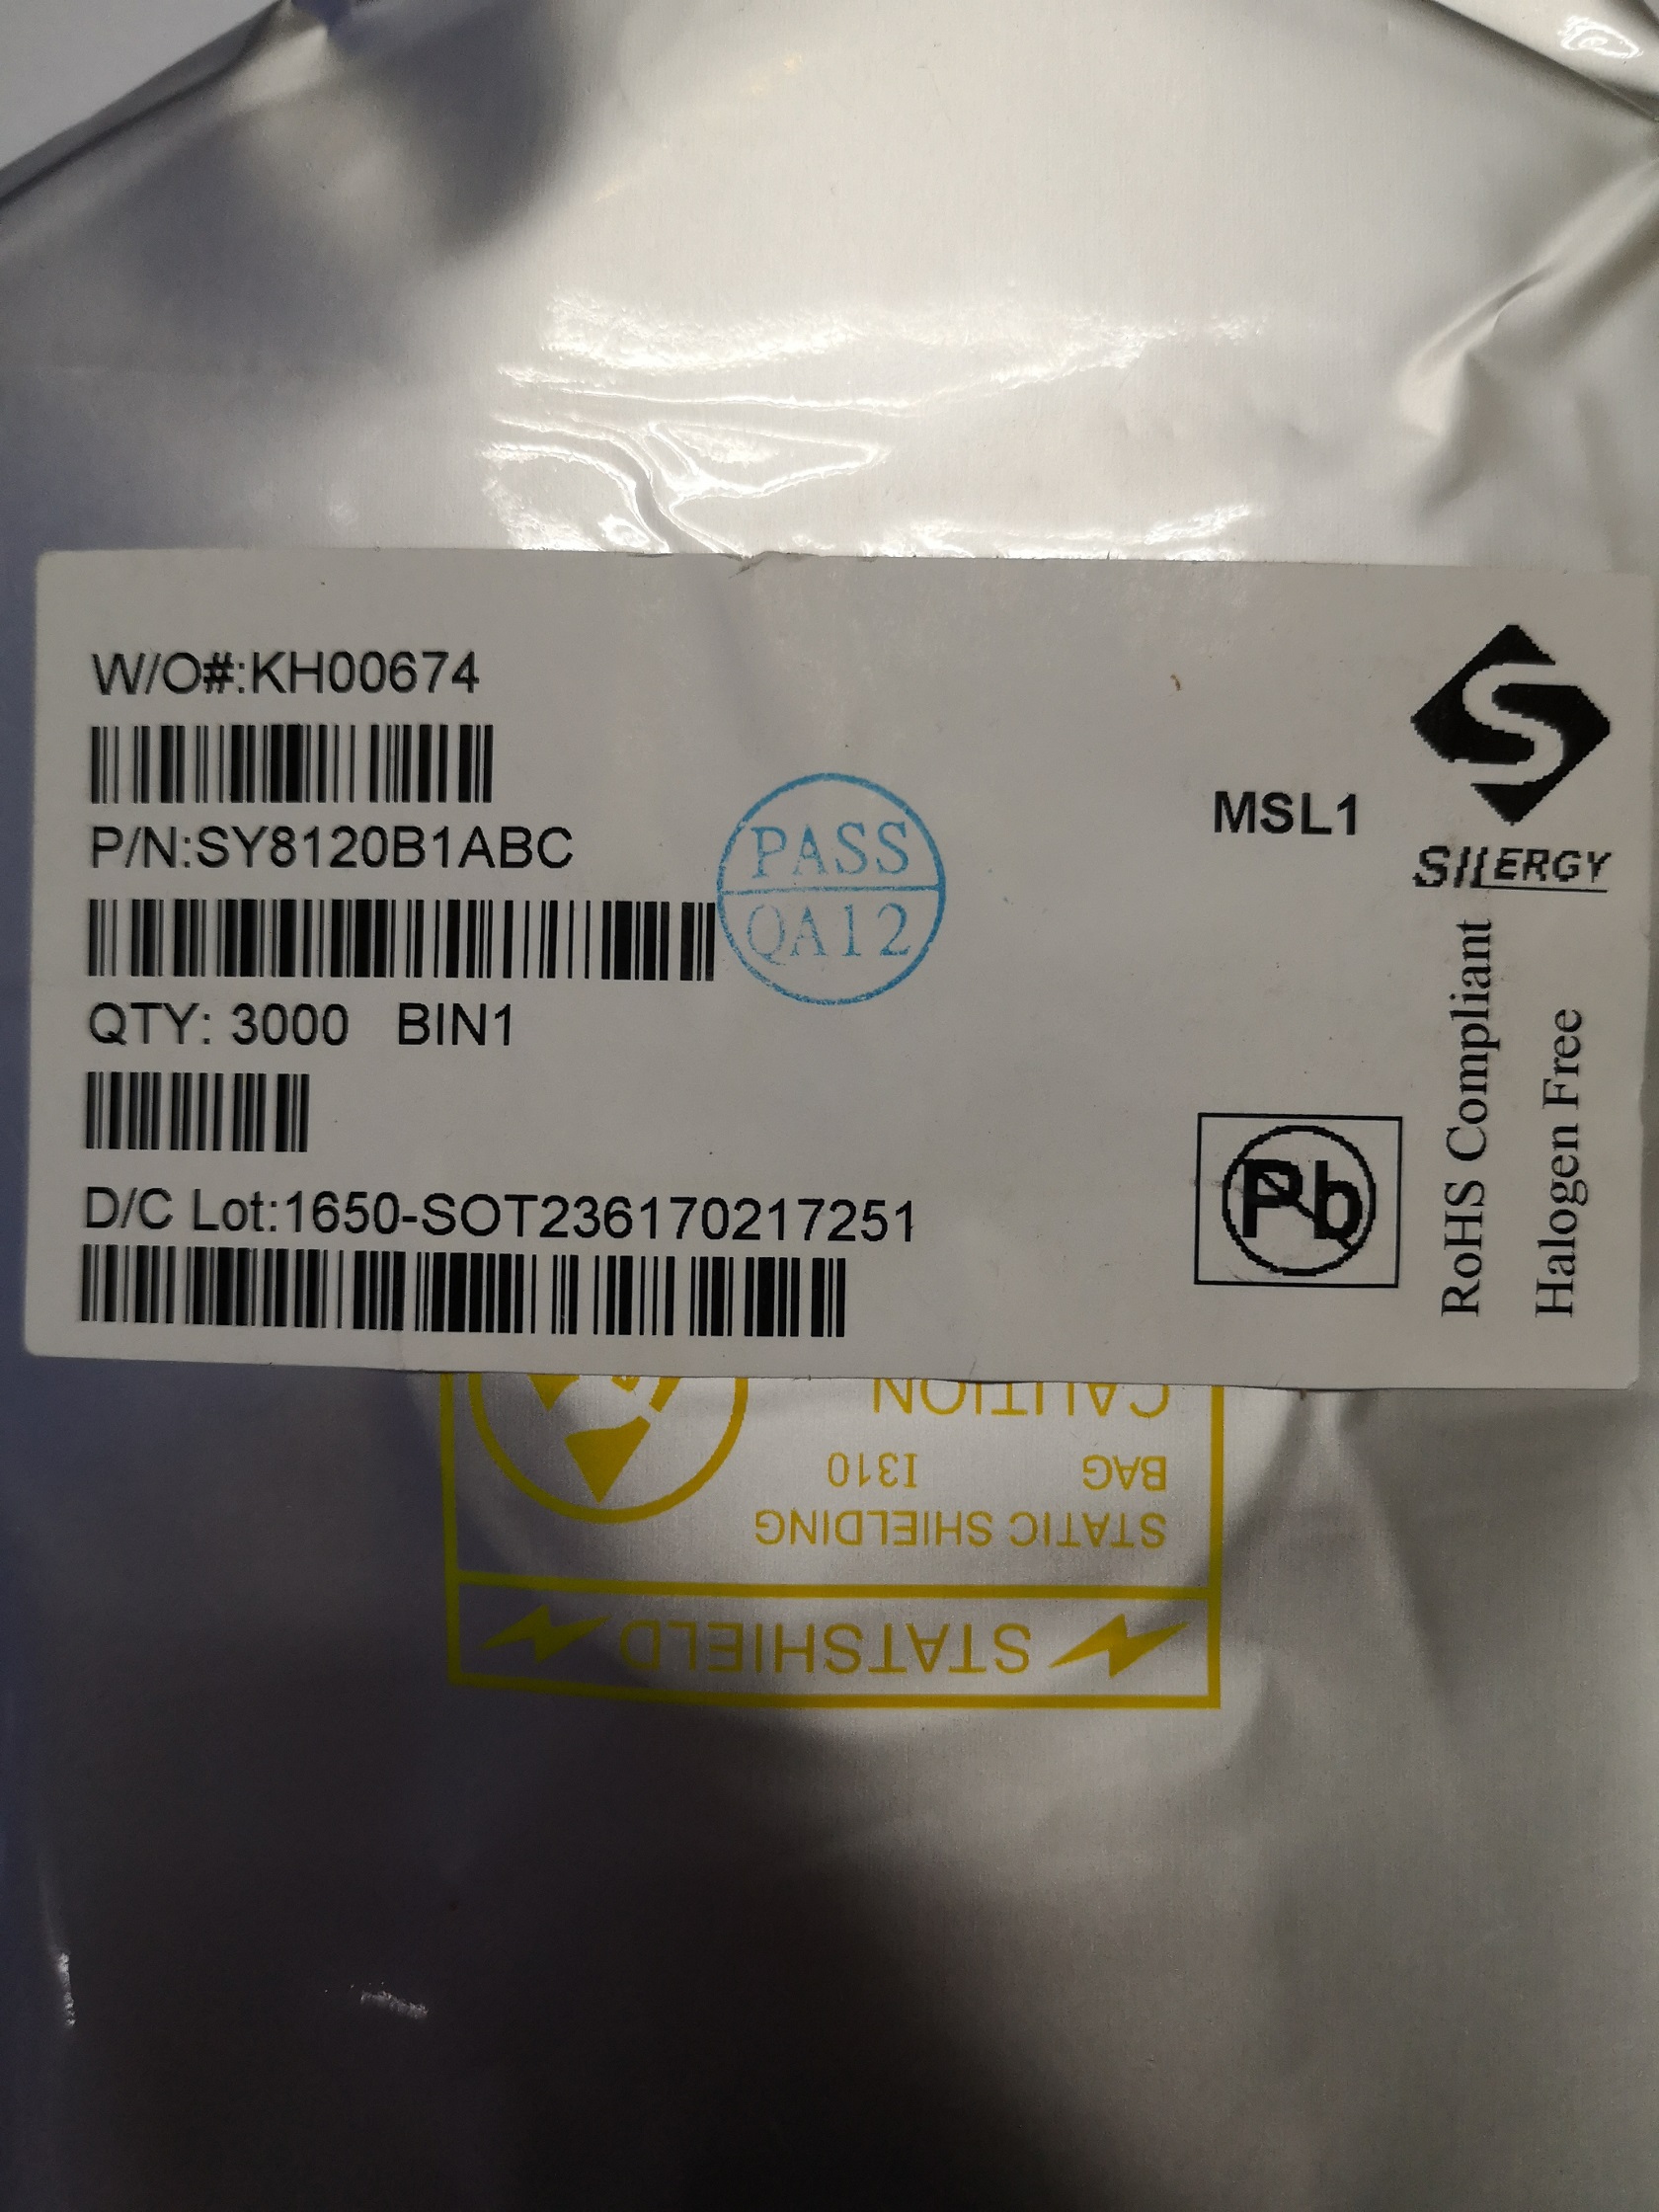 W/O#:KH00674
P/N:SY8120B1ABC
QTY: 3000 BIN1
D/C Lot:1650-SOT236170217251
PASS
QA12
MSL1
SILERGY
RoHS Compliant
Halogen Free
Pb
CAUTION
BAG I310
STATIC SHIELDING
STATSHIELD